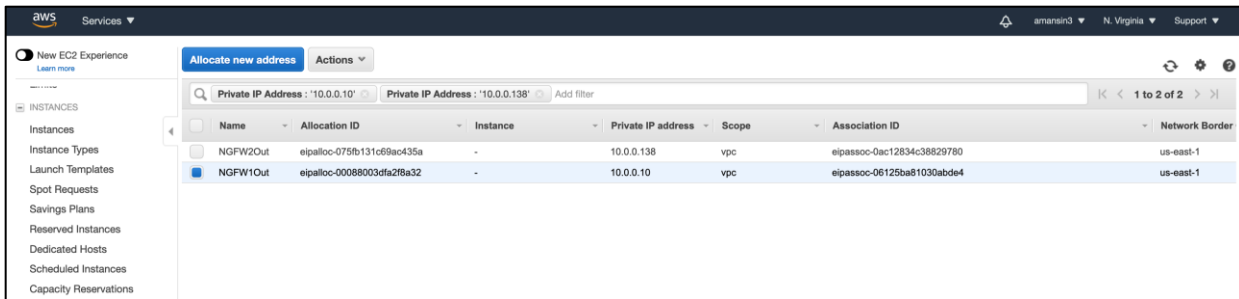 aws Services ▼ amansin3 ▼ N. Virginia ▼ Support ▼
New EC2 Experience
Learn more
Allocate new address Actions
Private IP Address : '10.0.0.10' Private IP Address : '10.0.0.138' Add filter 1 to 2 of 2
INSTANCES
Instances
Instance Types
Launch Templates
Spot Requests
Savings Plans
Reserved Instances
Dedicated Hosts
Scheduled Instances
Capacity Reservations
Name Allocation ID Instance Private IP address Scope Association ID Network Border
NGFW2Out eipalloc-075fb131c69ac435a - 10.0.0.138 vpc eipassoc-0ac12834c38829780 us-east-1
NGFW1Out eipalloc-00088003dfa2f8a32 - 10.0.0.10 vpc eipassoc-06125ba81030abde4 us-east-1